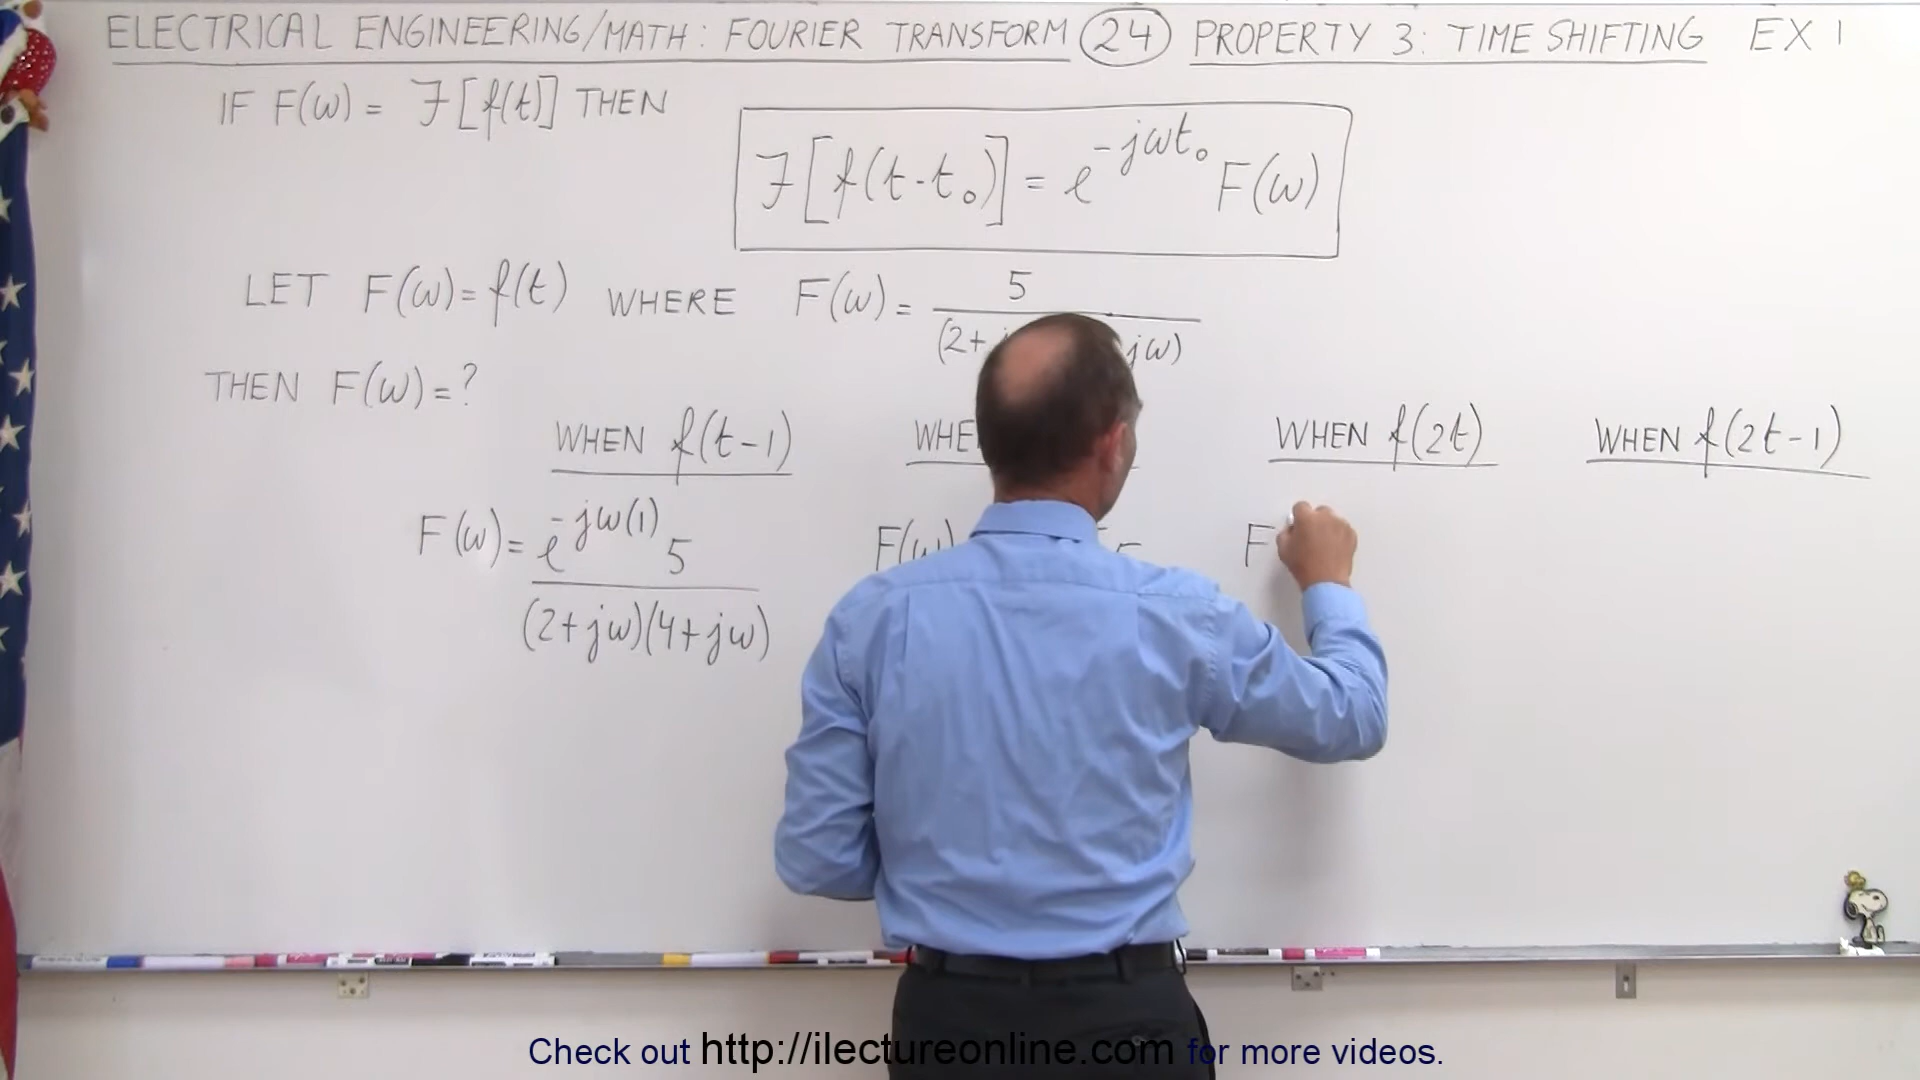 ELECTRICAL ENGINEERING/MATH: FOURIER TRANSFORM 24 PROPERTY 3: TIME SHIFTING EX 1
IF F(ω) = ℱ[f(t)] THEN
ℱ[f(t-t₀)] = e^-jωt₀ F(ω)
LET F(ω)=f(t) WHERE F(ω) = 5
(2+ jω)
THEN F(ω)=?
WHEN f(t-1) WHEN f(2t) WHEN f(2t-1)
F(ω) = e^-jω(1) 5 F(ω) F
(2+jω)(4+jω)
Check out http://ilectureonline.com for more videos.